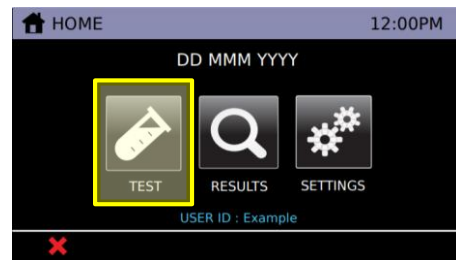 HOME 12:00PM
DD MMM YYYY
TEST RESULTS SETTINGS
USER ID : Example